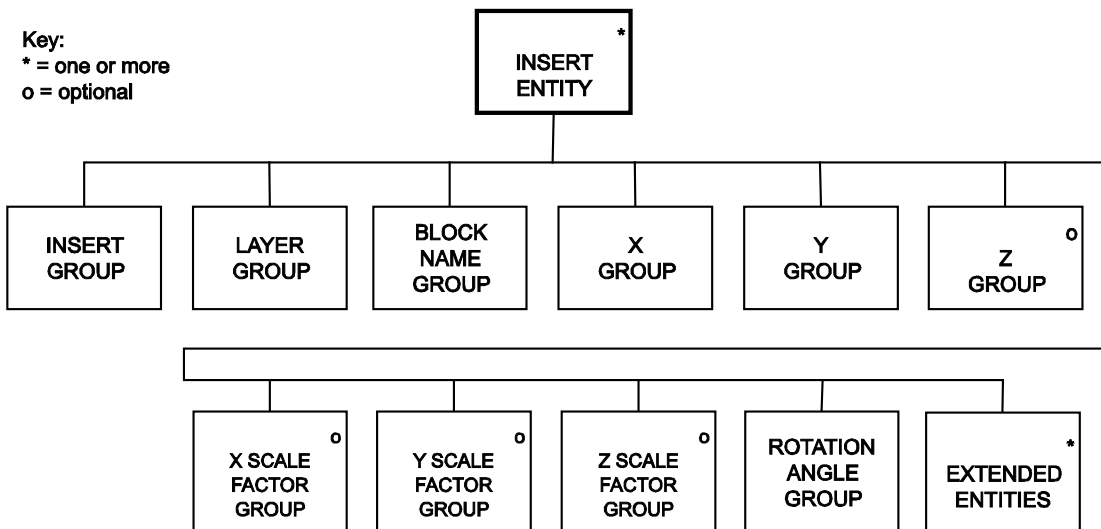 Key:
* = one or more
o = optional
*
INSERT
ENTITY
INSERT
GROUP
LAYER
GROUP
BLOCK
NAME
GROUP
X
GROUP
Y
GROUP
o
Z
GROUP
o
X SCALE
FACTOR
GROUP
o
Y SCALE
FACTOR
GROUP
o
Z SCALE
FACTOR
GROUP
ROTATION
ANGLE
GROUP
*
EXTENDED
ENTITIES